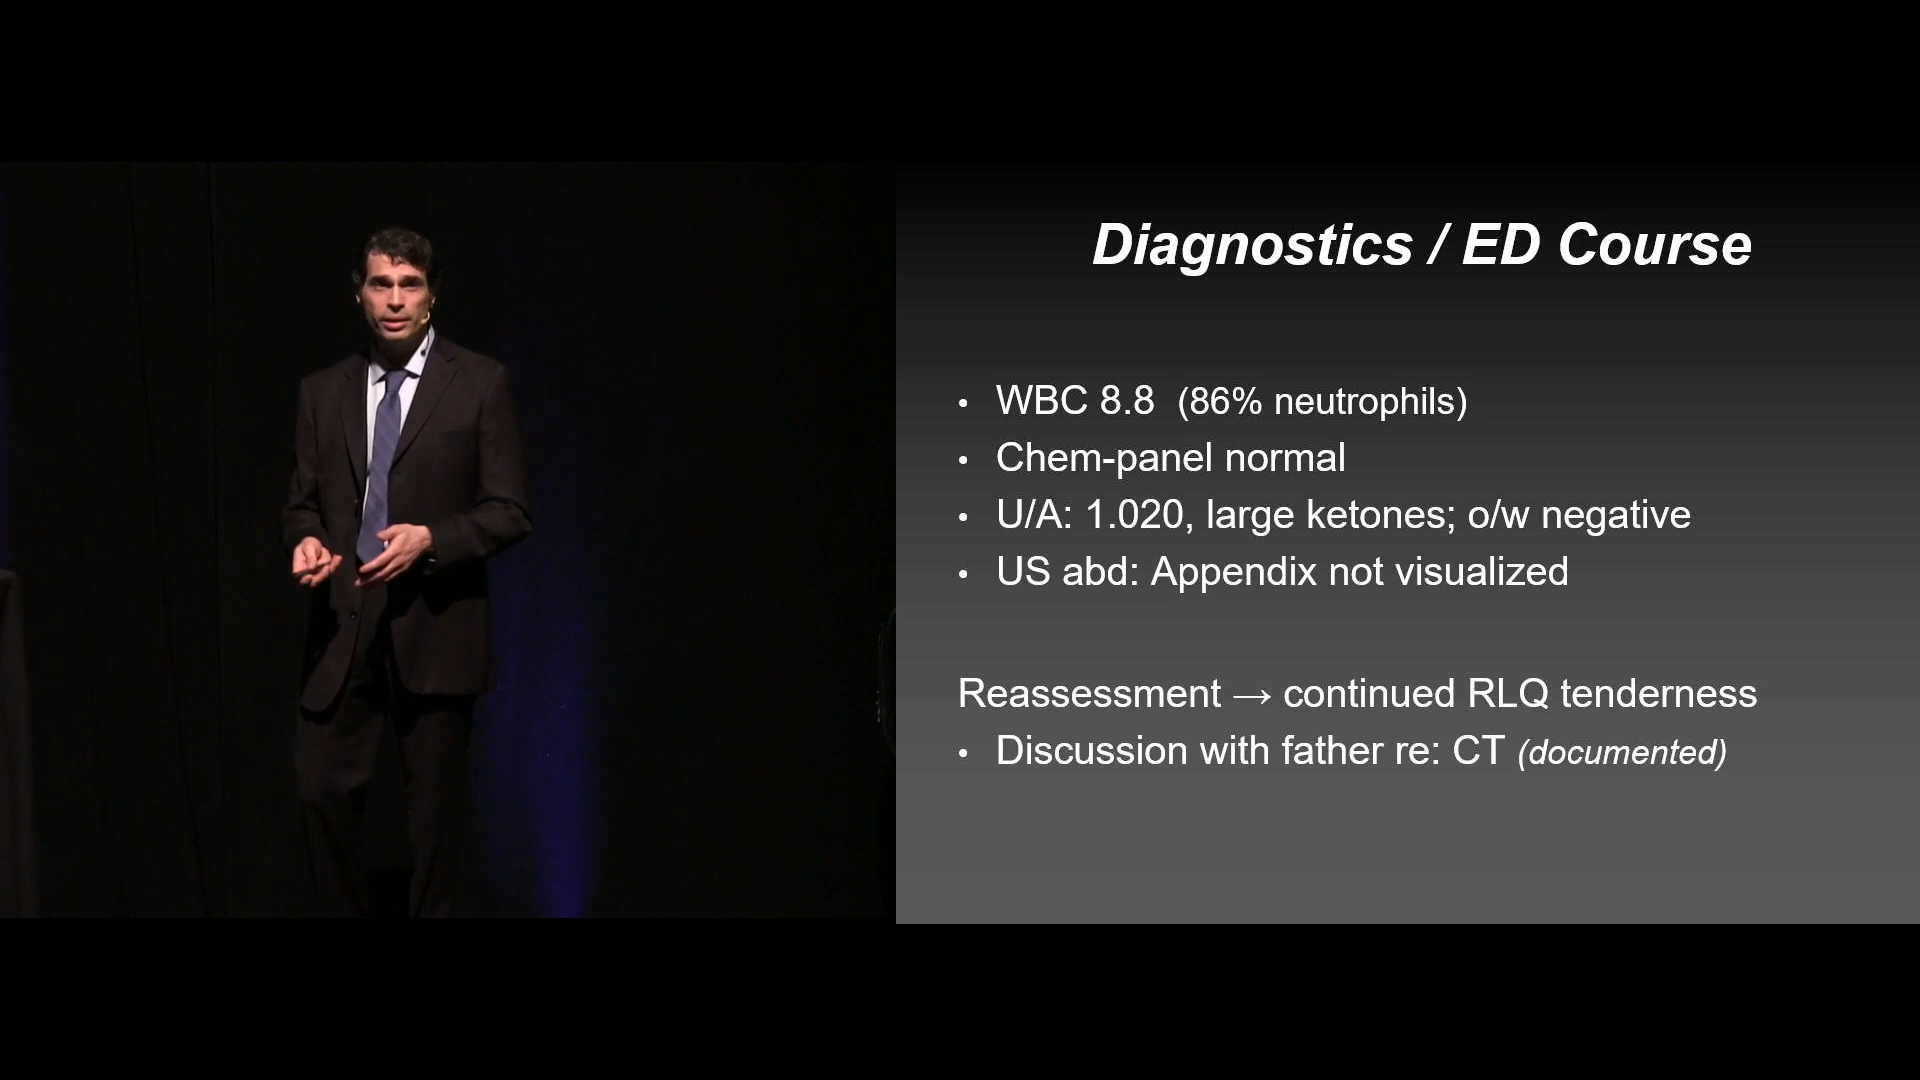 Diagnostics / ED Course
• WBC 8.8 (86% neutrophils)
• Chem-panel normal
• U/A: 1.020, large ketones; o/w negative
• US abd: Appendix not visualized
Reassessment → continued RLQ tenderness
• Discussion with father re: CT (documented)